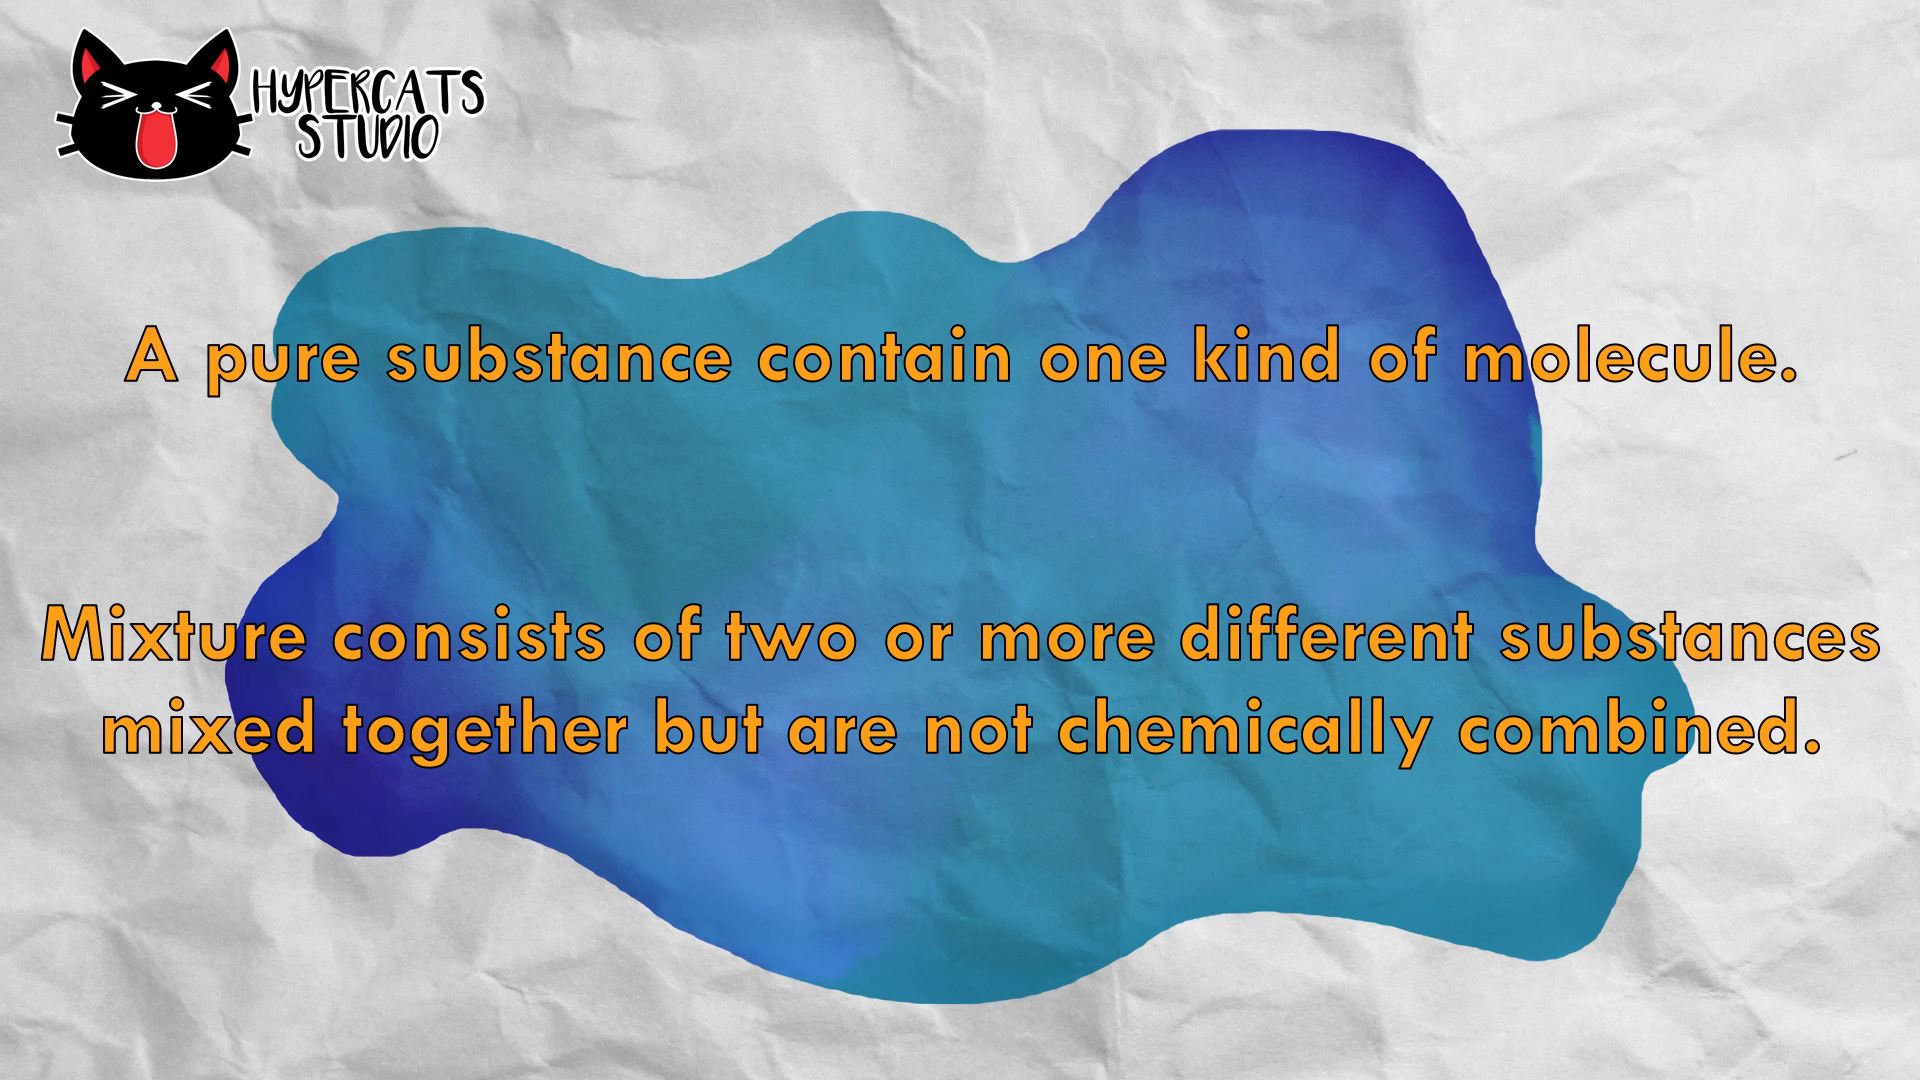 HYPERCATS
STUDIO
A pure substance contain one kind of molecule.
Mixture consists of two or more different substances
mixed together but are not chemically combined.